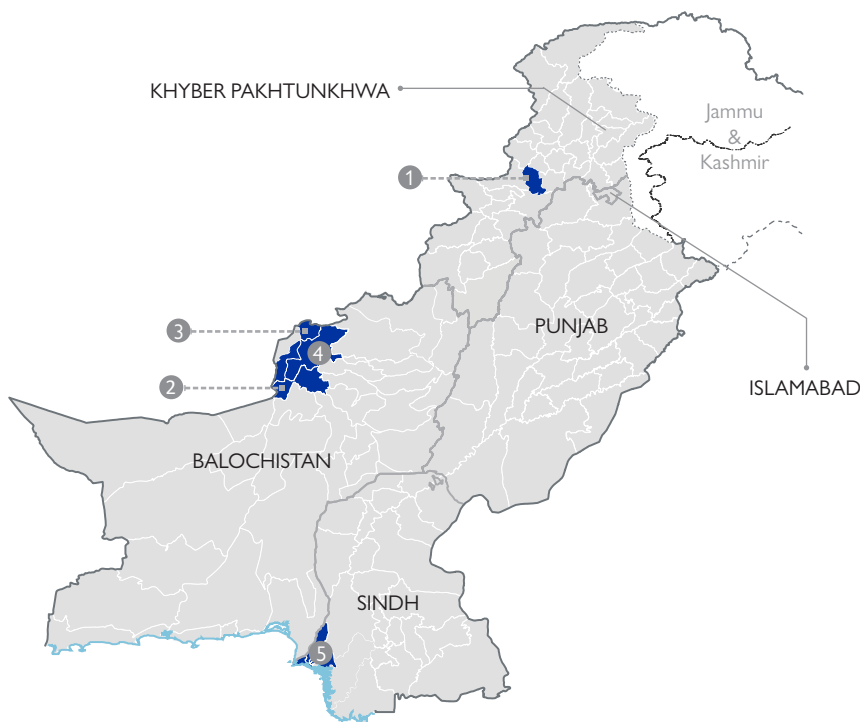 KHYBER PAKHTUNKHWA
Jammu
&
Kashmir
1
3
PUNJAB
4
2
ISLAMABAD
BALOCHISTAN
SINDH
5